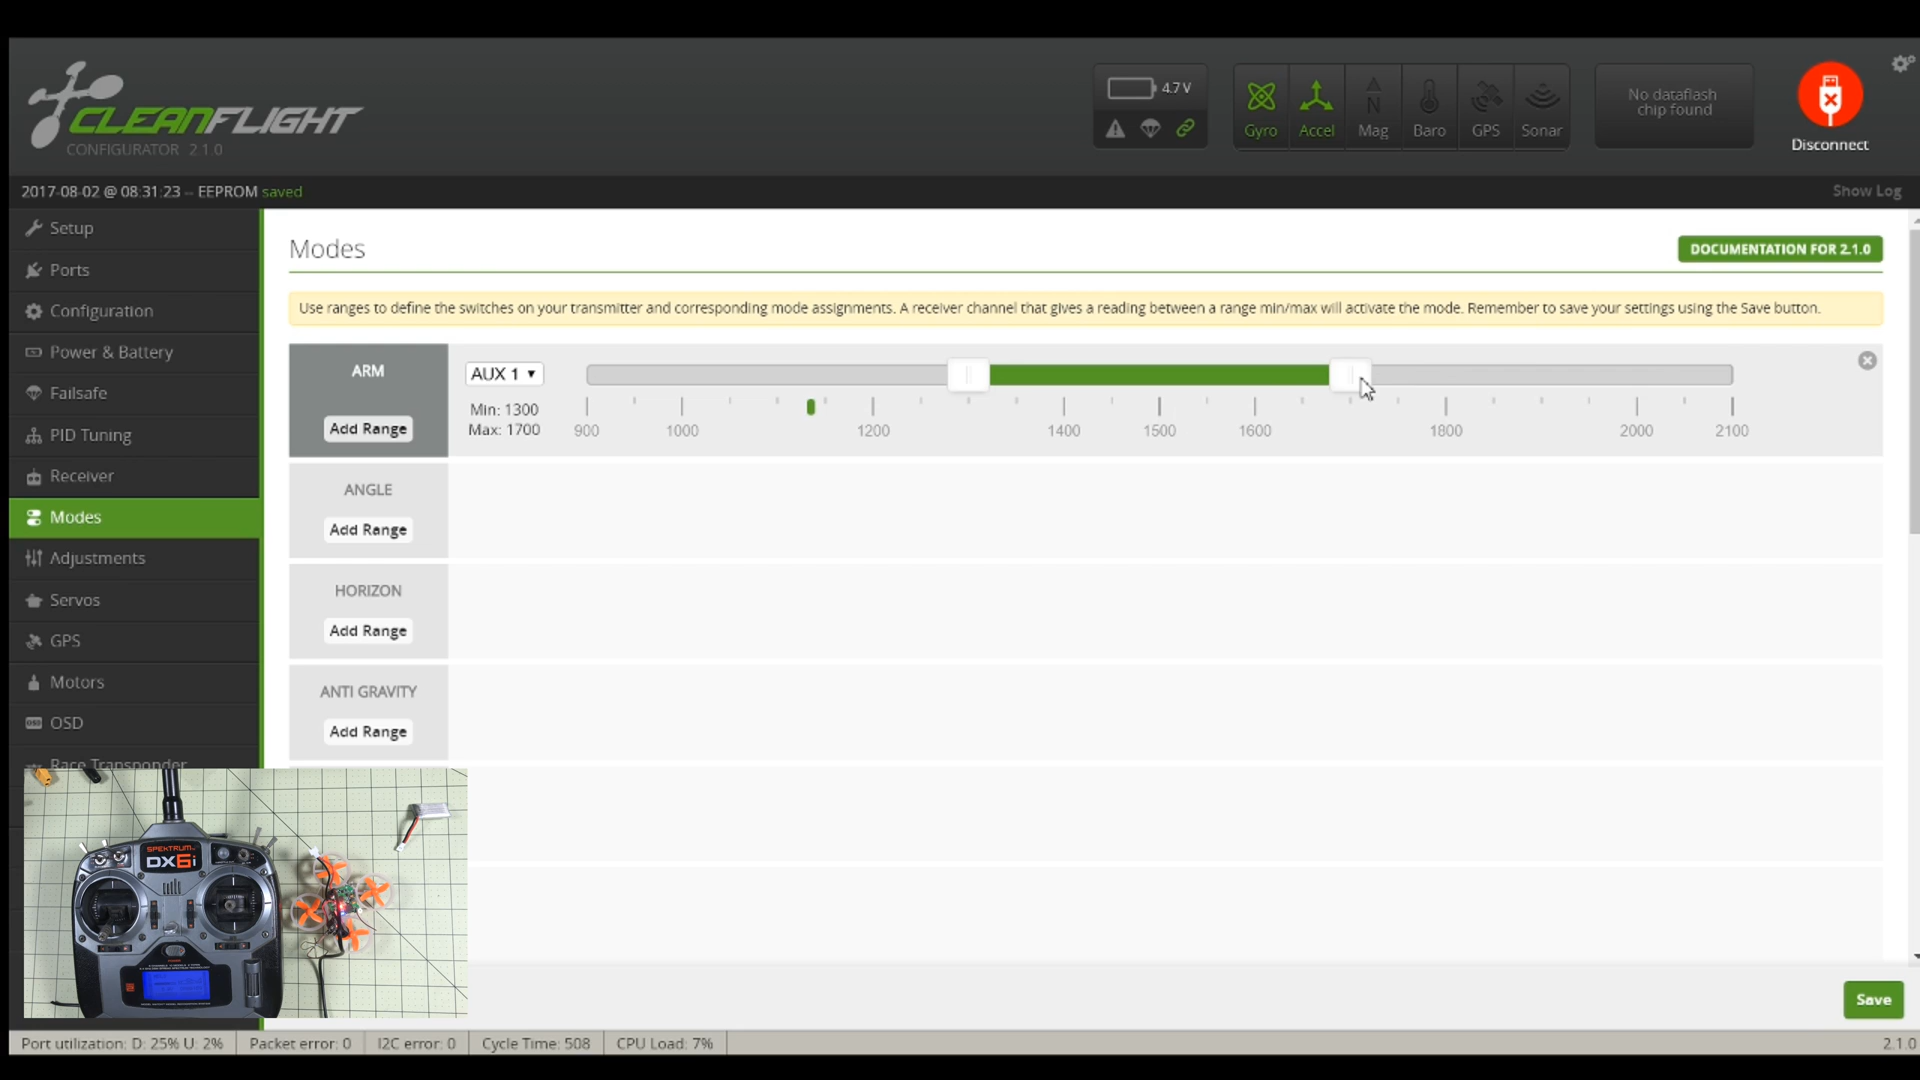 CLEANFLIGHT
CONFIGURATOR 2.1.0
4.7 V
Gyro
Accel
Mag
Baro
GPS
Sonar
No dataflash
chip found
Disconnect
2017-08-02 @ 08:31:23 -- EEPROM saved
Show Log
Setup
Ports
Configuration
Power & Battery
Failsafe
PID Tuning
Receiver
Modes
Adjustments
Servos
GPS
Motors
OSD
Race Transponder
Modes
DOCUMENTATION FOR 2.1.0
Use ranges to define the switches on your transmitter and corresponding mode assignments. A receiver channel that gives a reading between a range min/max will activate the mode. Remember to save your settings using the Save button.
ARM
Add Range
AUX 1
Min: 1300
Max: 1700
900 1000 1200 1400 1500 1600 1800 2000 2100
ANGLE
Add Range
HORIZON
Add Range
ANTI GRAVITY
Add Range
SPEKTRUM
DX6i
Save
Port utilization: D: 25% U: 2%
Packet error: 0
I2C error: 0
Cycle Time: 508
CPU Load: 7%
2.1.0